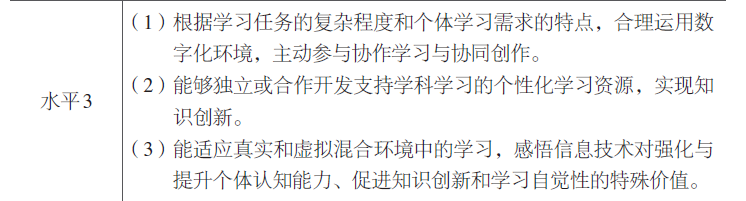 水平3
（1）根据学习任务的复杂程度和个体学习需求的特点，合理运用数
字化环境，主动参与协作学习与协同创作。
（2）能够独立或合作开发支持学科学习的个性化学习资源，实现知
识创新。
（3）能适应真实和虚拟混合环境中的学习，感悟信息技术对强化与
提升个体认知能力、促进知识创新和学习自觉性的特殊价值。